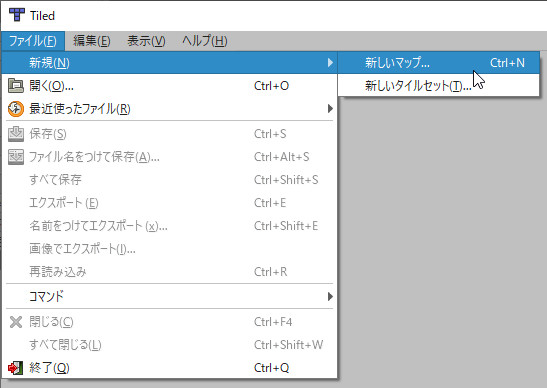 Tiled
ファイル(F) 編集(E) 表示(V) ヘルプ(H)
新規(N)
新しいマップ... Ctrl+N
新しいタイルセット(T)...
開く(O)... Ctrl+O
最近使ったファイル(R)
保存(S) Ctrl+S
ファイル名をつけて保存(A)... Ctrl+Alt+S
すべて保存 Ctrl+Shift+S
エクスポート (E) Ctrl+E
名前をつけてエクスポート (x)... Ctrl+Shift+E
画像でエクスポート(I)...
再読み込み Ctrl+R
コマンド
閉じる(C) Ctrl+F4
すべて閉じる(L) Ctrl+Shift+W
終了(Q) Ctrl+Q